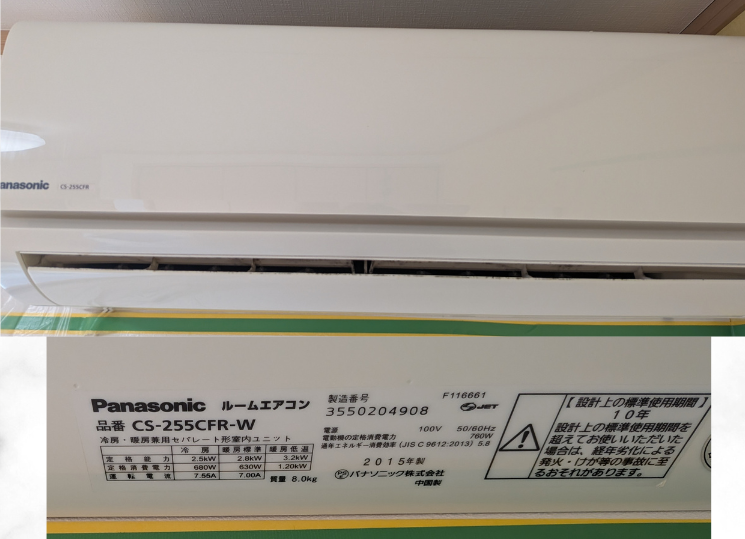 anasonic CS-255CFR
Panasonic ルームエアコン
品番 CS-255CFR-W
冷房・暖房兼用セパレート形室内ユニット
冷 房 暖房標準 暖房低温
定 格 能 力 2.5kW 2.8kW 3.2kW
定格消費電力 680W 630W 1.20kW
運 転 電 流 7.55A 7.00A
質量 8.0kg
製造番号 F116661
3550204908 JET
電源 100V 50/60Hz
電動機の定格消費電力 760W
通年エネルギー消費効率 (JIS C 9612:2013) 5.8
2015年製
パナソニック株式会社
中国製
【設計上の標準使用期間】
10年
設計上の標準使用期間を
超えてお使いいただいた
場合は、経年劣化による
発火・けが等の事故に至
るおそれがあります。